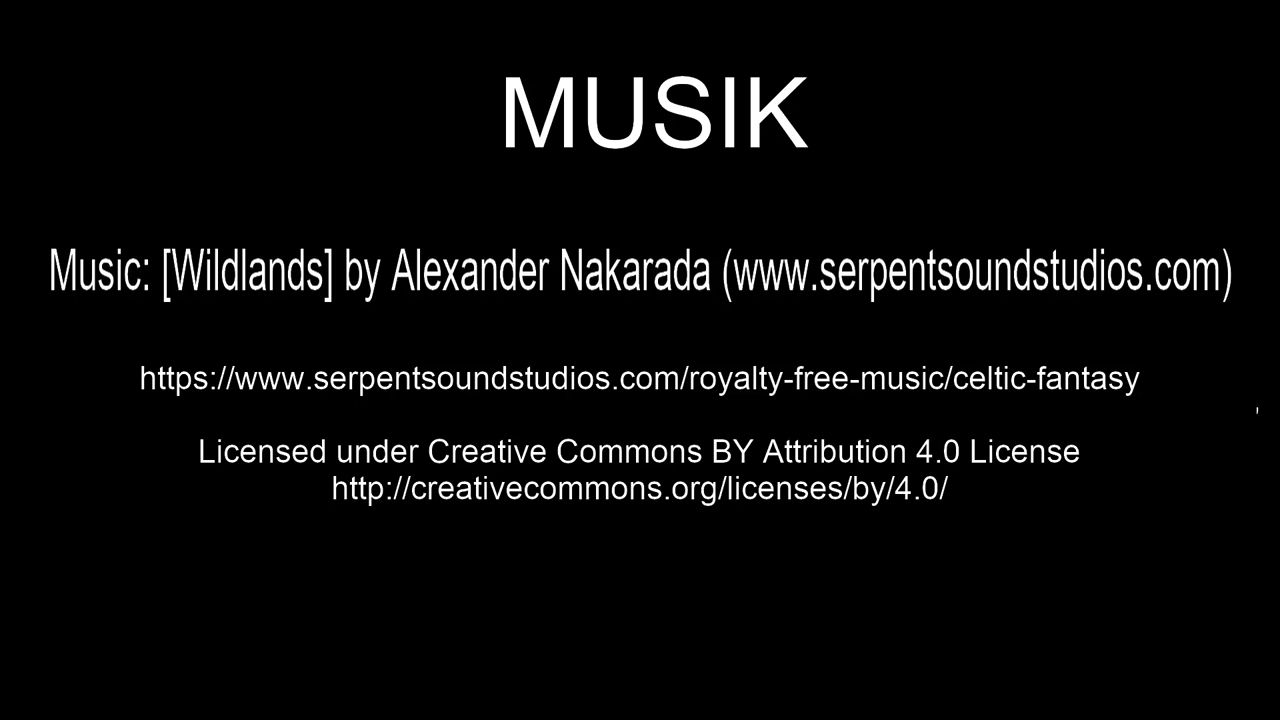 MUSIK
Music: [Wildlands] by Alexander Nakarada (www.serpentsoundstudios.com)
https://www.serpentsoundstudios.com/royalty-free-music/celtic-fantasy
Licensed under Creative Commons BY Attribution 4.0 License
http://creativecommons.org/licenses/by/4.0/